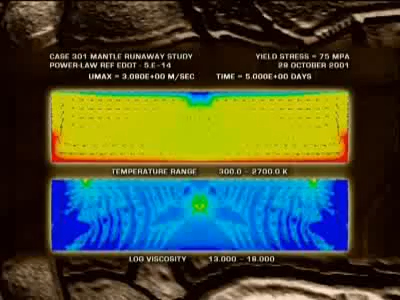 CASE 301 MANTLE RUNAWAY STUDY YIELD STRESS = 75 MPA
POWER-LAW REF EDOT - 5.E-14 28 OCTOBER 2001
UMAX = 3.080E+00 M/SEC TIME = 5.000E+00 DAYS
TEMPERATURE RANGE 300.0 - 2700.0 K
LOG VISCOSITY 13.000 - 18.000